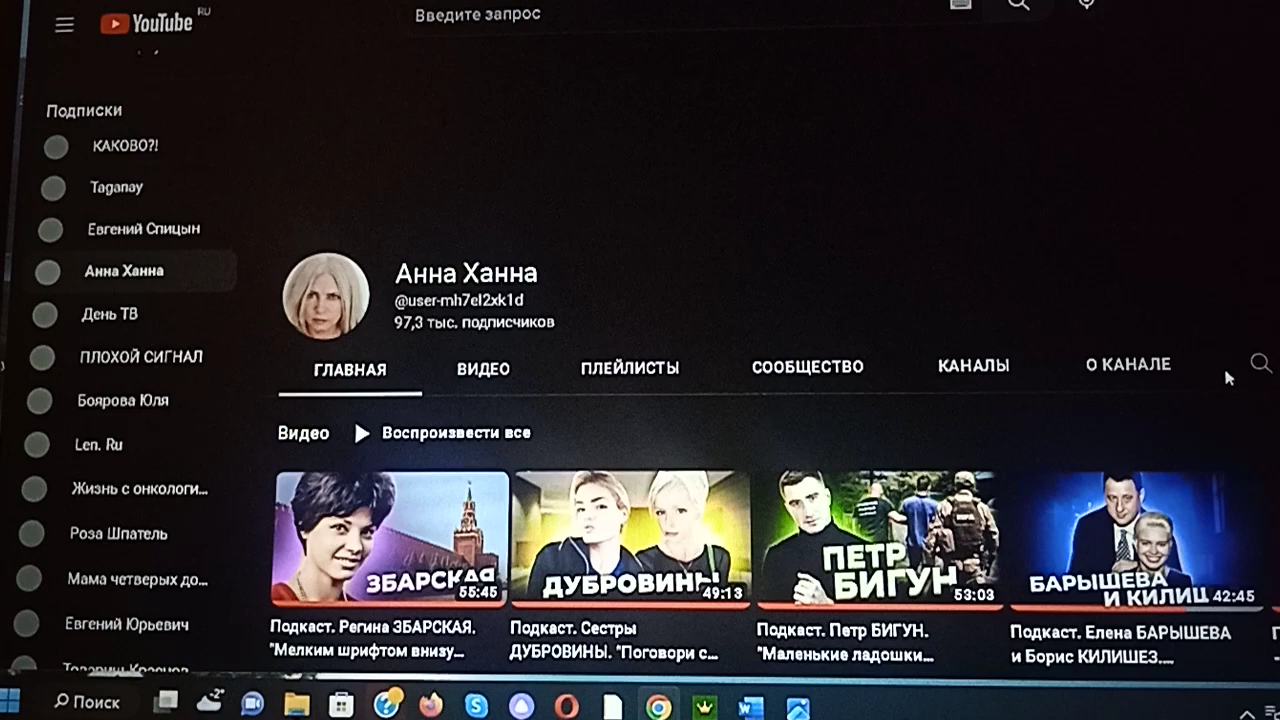 YouTube RU
Введите запрос
Подписки
КАКОВО?!
Taganay
Евгений Спицын
Анна Ханна
День ТВ
ПЛОХОЙ СИГНАЛ
Боярова Юля
Len. Ru
Жизнь с онкологи...
Роза Шпатель
Мама четверых до...
Евгений Юрьевич
Анна Ханна
@user-mh7el2xk1d
97,3 тыс. подписчиков
ГЛАВНАЯ ВИДЕО ПЛЕЙЛИСТЫ СООБЩЕСТВО КАНАЛЫ О КАНАЛЕ
Видео Воспроизвести все
ЗБАРСКАЯ
55:45
ДУБРОВИНЫ
49:13
ПЕТР
БИГУН
53:03
БАРЫШЕВА
И КИЛИШ
42:45
Подкаст. Регина ЗБАРСКАЯ.
"Мелким шрифтом внизу...
Подкаст. Сестры
ДУБРОВИНЫ. "Поговори с...
Подкаст. Петр БИГУН.
"Маленькие ладошки...
Подкаст. Елена БАРЫШЕВА
и Борис КИЛИШЕЗ....
Поиск
-2°